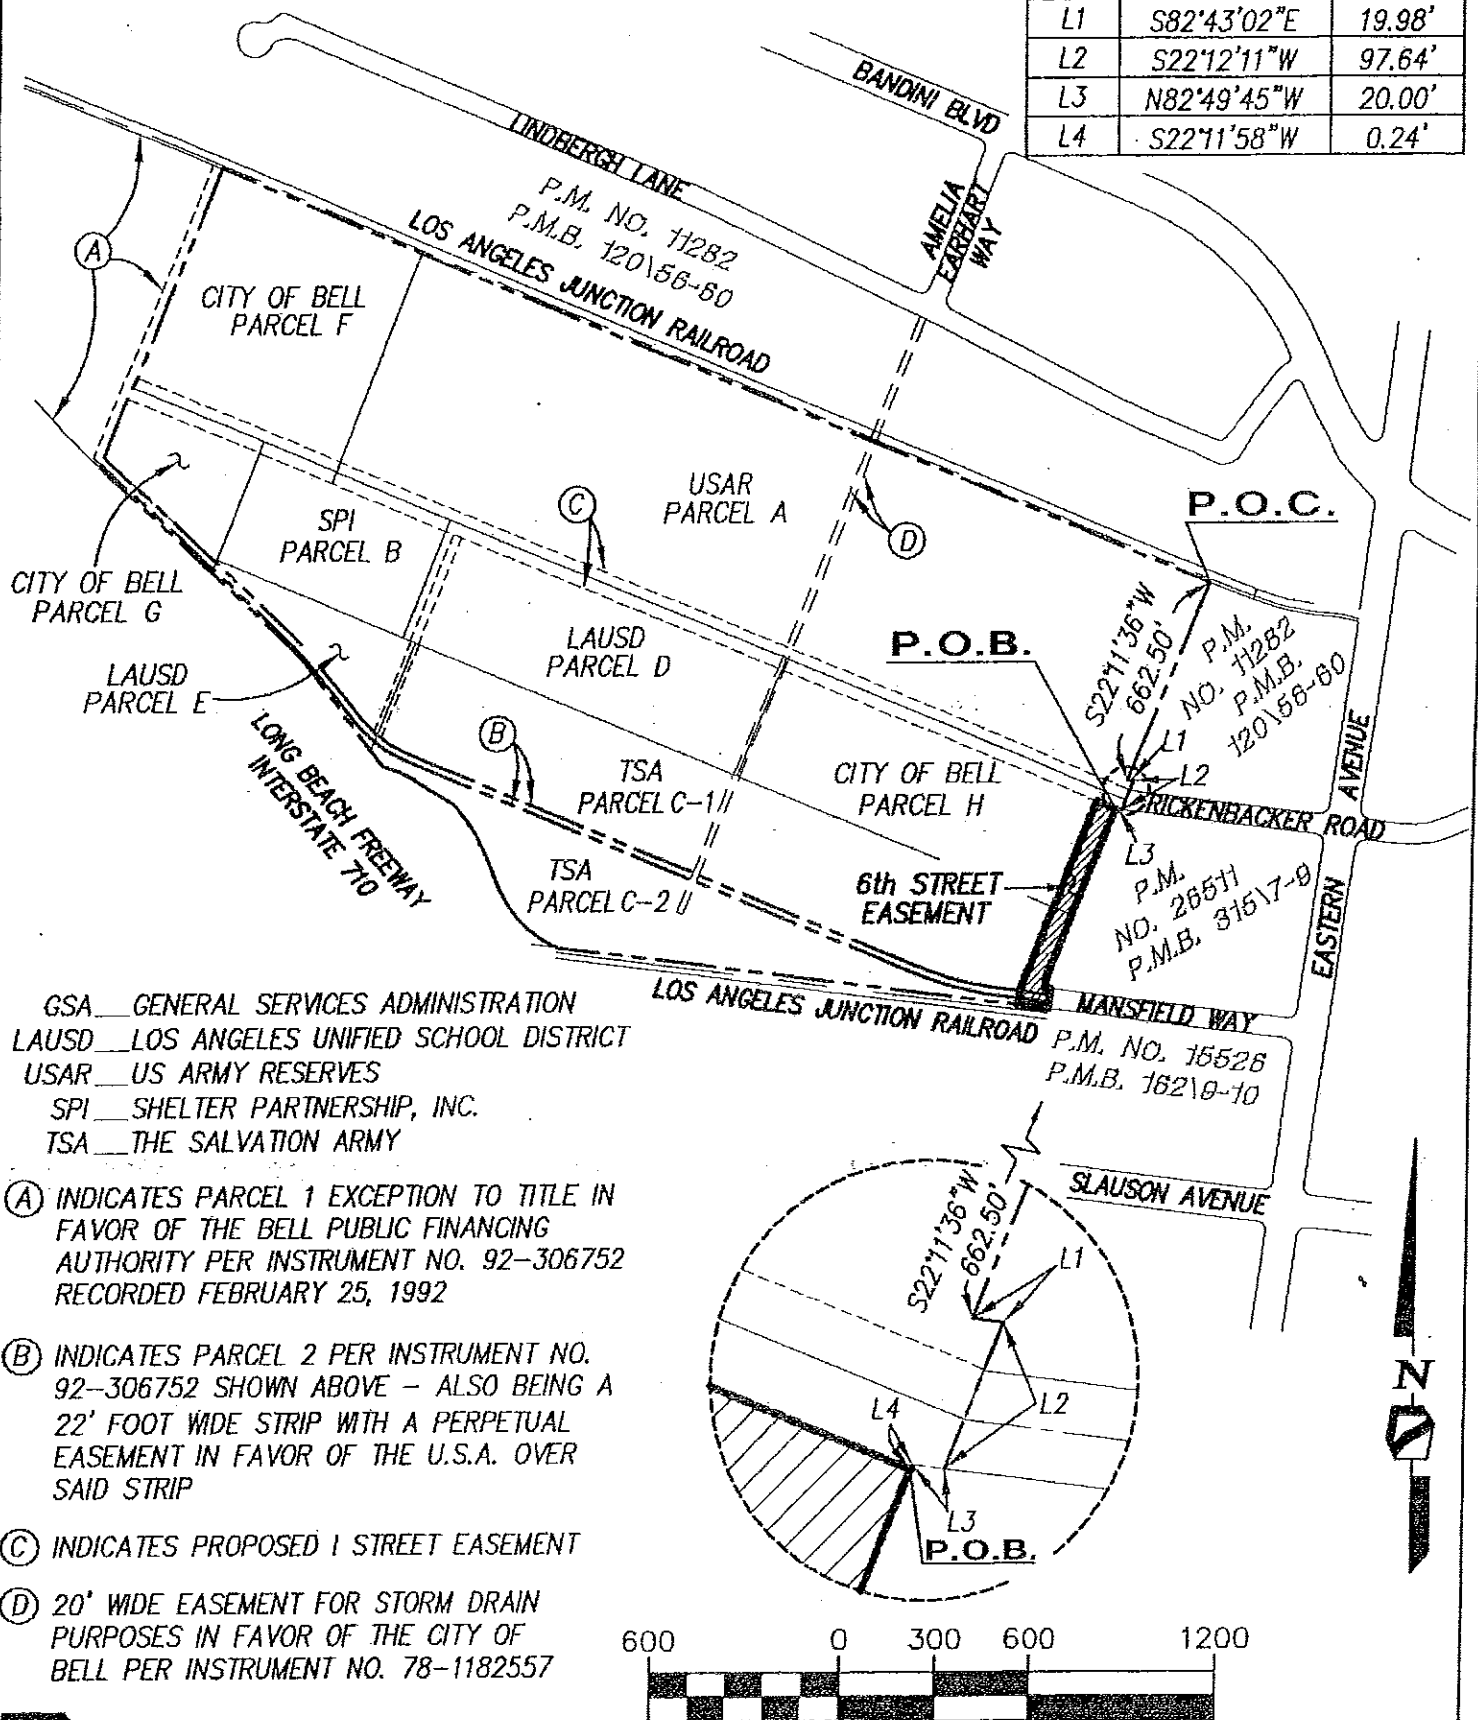 L1 S82°43'02"E 19.98'
L2 S22°12'11"W 97.64'
L3 N82°49'45"W 20.00'
L4 S22°11'58"W 0.24'
BANDINI BLVD
LINDBERGH LANE
P.M. NO. 11282
P.M.B. 120\56-60
AMELIA
EARHART
WAY
LOS ANGELES JUNCTION RAILROAD
A
CITY OF BELL
PARCEL F
USAR
PARCEL A
C
D
P.O.C.
SPI
PARCEL B
CITY OF BELL
PARCEL G
S22°11'36"W
662.50'
P.M.
NO. 11282
P.M.B.
120\56-60
LAUSD
PARCEL D
P.O.B.
LAUSD
PARCEL E
LONG BEACH FREEWAY
INTERSTATE 710
B
L1
L2
TSA
PARCEL C-1
CITY OF BELL
PARCEL H
RICKENBACKER ROAD
EASTERN AVENUE
L3
TSA
PARCEL C-2
6th STREET
EASEMENT
P.M.
NO. 26511
P.M.B. 315\7-9
LOS ANGELES JUNCTION RAILROAD
MANSFIELD WAY
P.M. NO. 15526
P.M.B. 162\9-10
GSA__GENERAL SERVICES ADMINISTRATION
LAUSD__LOS ANGELES UNIFIED SCHOOL DISTRICT
USAR__US ARMY RESERVES
SPI__SHELTER PARTNERSHIP, INC.
TSA__THE SALVATION ARMY
SLAUSON AVENUE
A INDICATES PARCEL 1 EXCEPTION TO TITLE IN
FAVOR OF THE BELL PUBLIC FINANCING
AUTHORITY PER INSTRUMENT NO. 92-306752
RECORDED FEBRUARY 25, 1992
B INDICATES PARCEL 2 PER INSTRUMENT NO.
92-306752 SHOWN ABOVE - ALSO BEING A
22' FOOT WIDE STRIP WITH A PERPETUAL
EASEMENT IN FAVOR OF THE U.S.A. OVER
SAID STRIP
C INDICATES PROPOSED I STREET EASEMENT
D 20' WIDE EASEMENT FOR STORM DRAIN
PURPOSES IN FAVOR OF THE CITY OF
BELL PER INSTRUMENT NO. 78-1182557
S22°11'36"W
662.50'
L1
L2
L4
L3
P.O.B.
N
600 0 300 600 1200